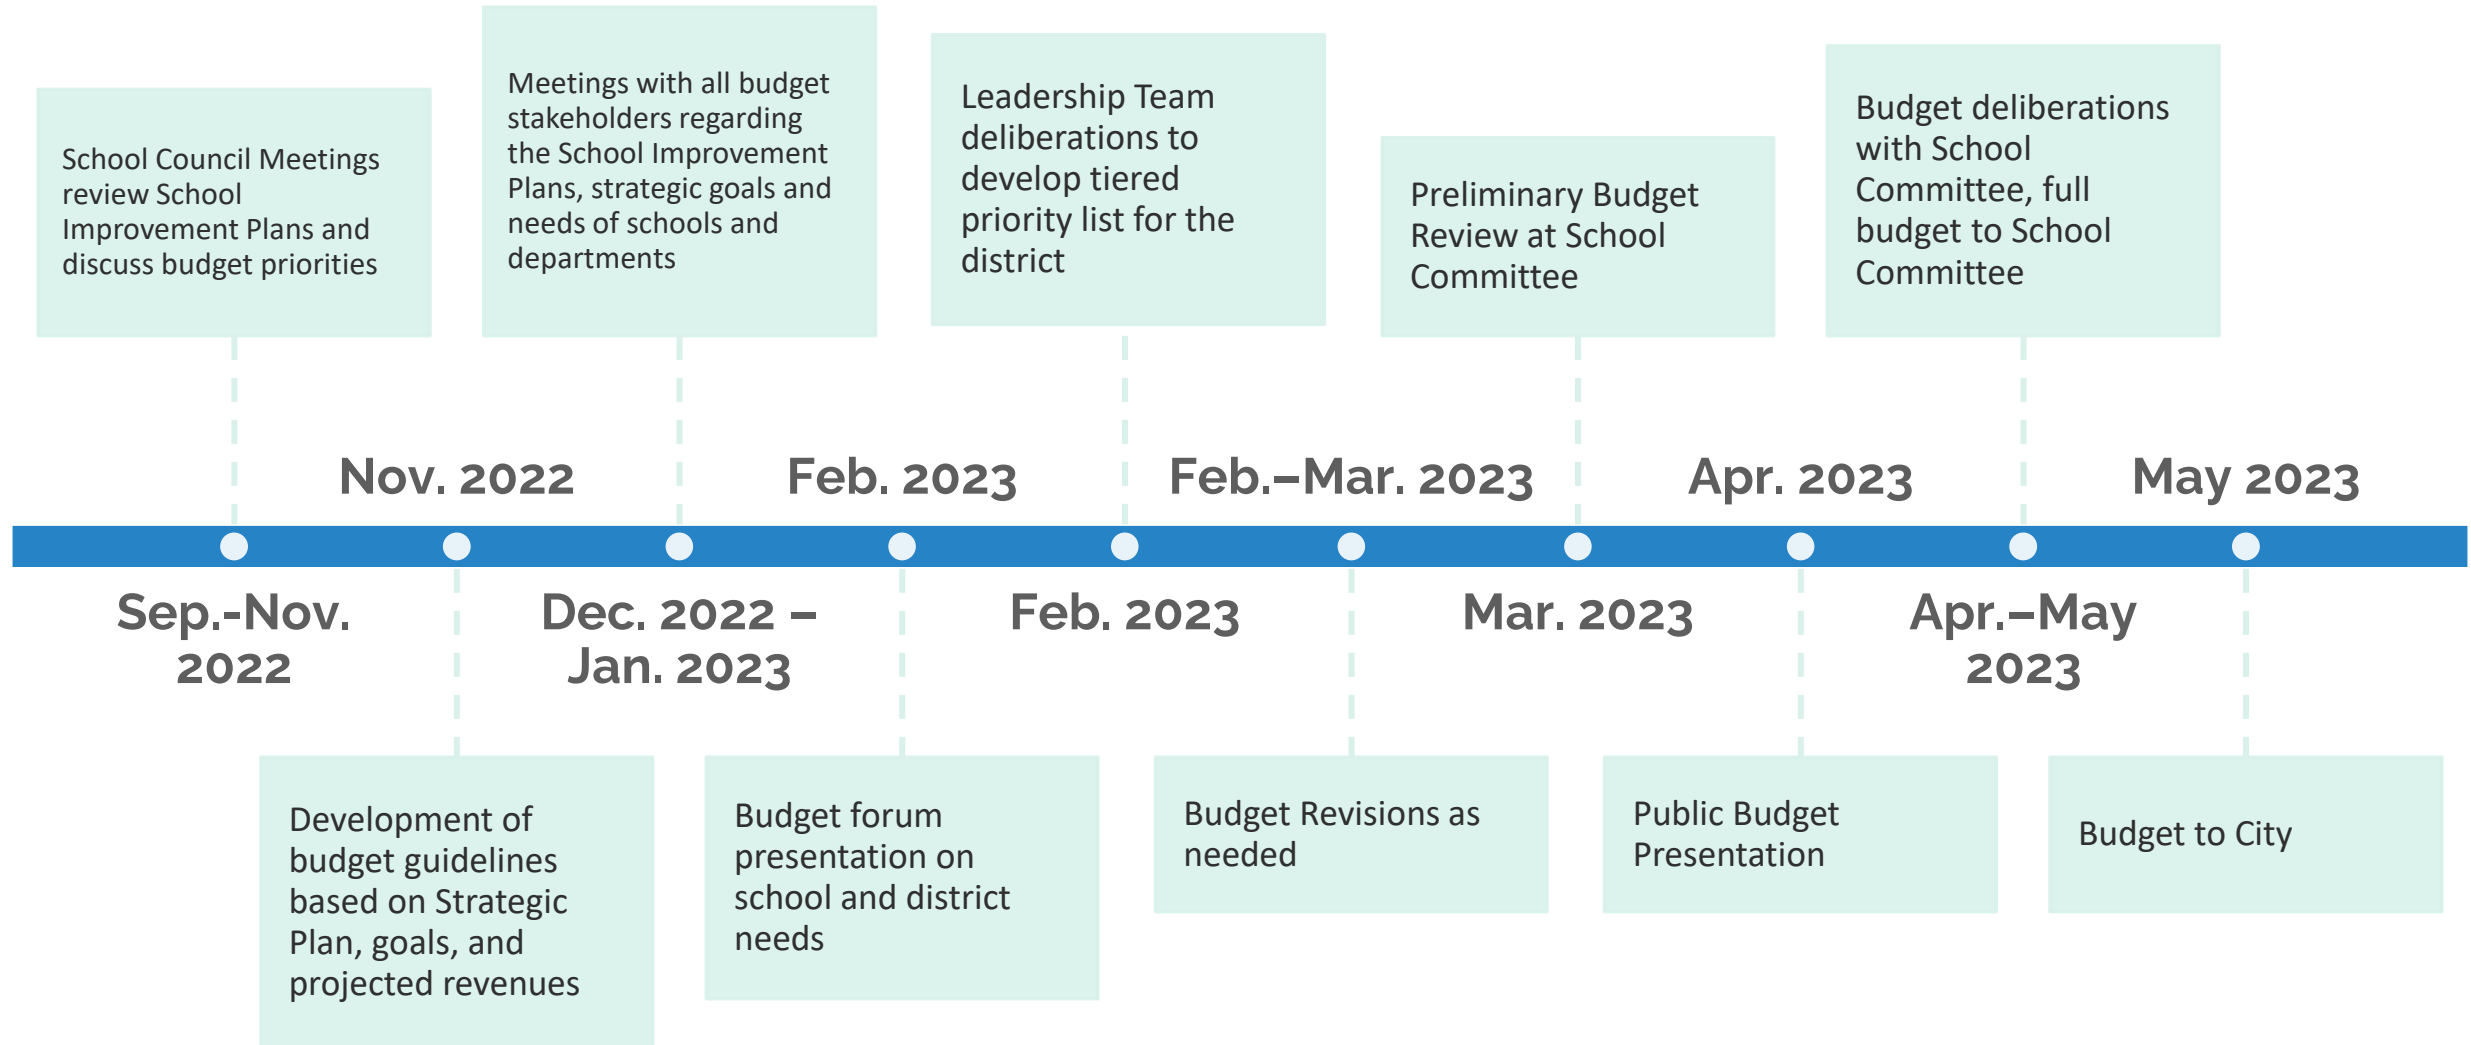 School Council Meetings
review School
Improvement Plans and
discuss budget priorities
Meetings with all budget
stakeholders regarding
the School Improvement
Plans, strategic goals and
needs of schools and
departments
Leadership Team
deliberations to
develop tiered
priority list for the
district
Preliminary Budget
Review at School
Committee
Budget deliberations
with School
Committee, full
budget to School
Committee
Nov. 2022
Feb. 2023
Feb.–Mar. 2023
Apr. 2023
May 2023
Sep.-Nov.
2022
Dec. 2022 –
Jan. 2023
Feb. 2023
Mar. 2023
Apr.–May
2023
Development of
budget guidelines
based on Strategic
Plan, goals, and
projected revenues
Budget forum
presentation on
school and district
needs
Budget Revisions as
needed
Public Budget
Presentation
Budget to City